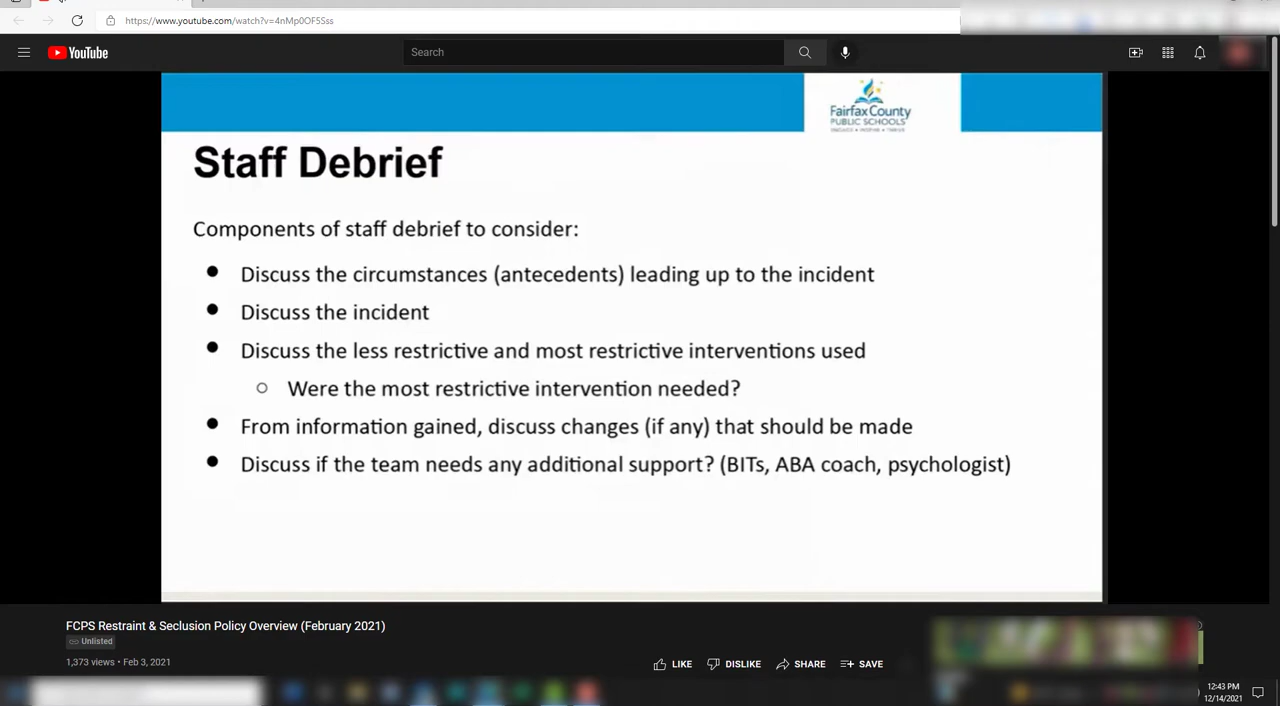 https://www.youtube.com/watch?v=4nMp0OF5Sss
YouTube
Search
Fairfax County
PUBLIC SCHOOLS
Staff Debrief
Components of staff debrief to consider:
Discuss the circumstances (antecedents) leading up to the incident
Discuss the incident
Discuss the less restrictive and most restrictive interventions used
Were the most restrictive intervention needed?
From information gained, discuss changes (if any) that should be made
Discuss if the team needs any additional support? (BITs, ABA coach, psychologist)
FCPS Restraint & Seclusion Policy Overview (February 2021)
Unlisted
1,373 views • Feb 3, 2021
LIKE DISLIKE SHARE SAVE
12:43 PM
12/14/2021